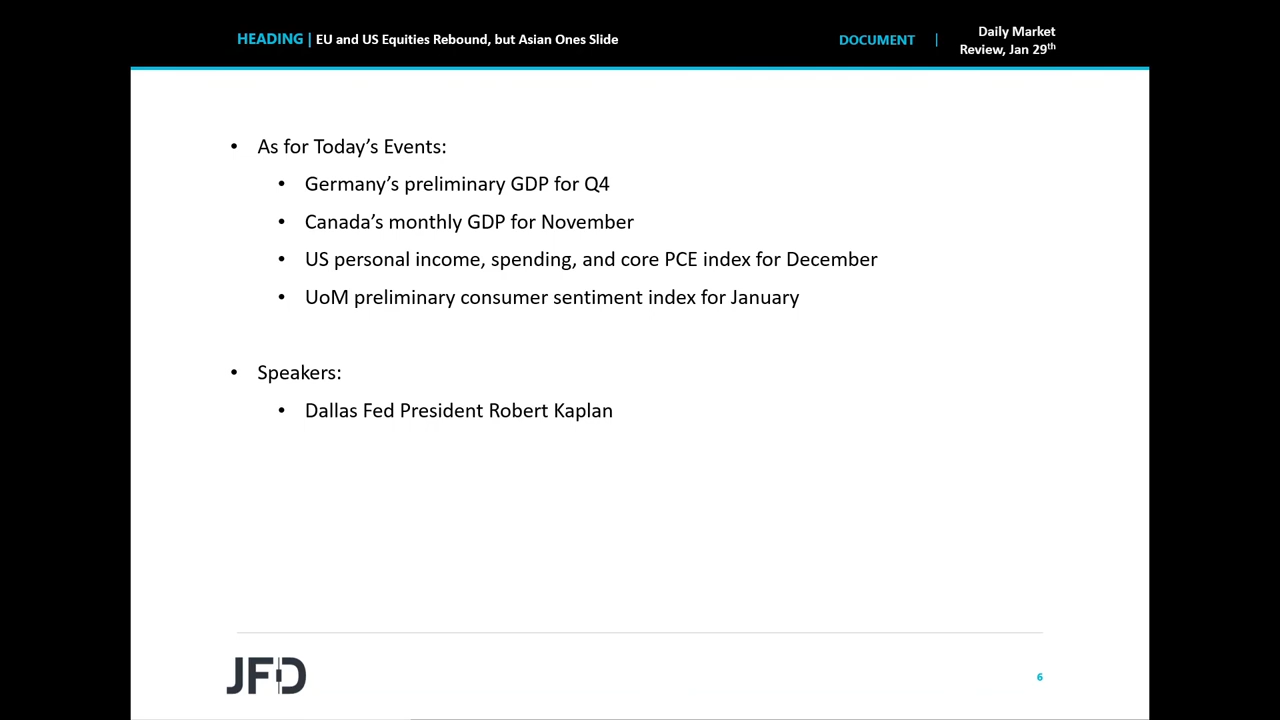 HEADING | EU and US Equities Rebound, but Asian Ones Slide
DOCUMENT |
Daily Market
Review, Jan 29th
• As for Today’s Events:
• Germany’s preliminary GDP for Q4
• Canada’s monthly GDP for November
• US personal income, spending, and core PCE index for December
• UoM preliminary consumer sentiment index for January
• Speakers:
• Dallas Fed President Robert Kaplan
JFD
6